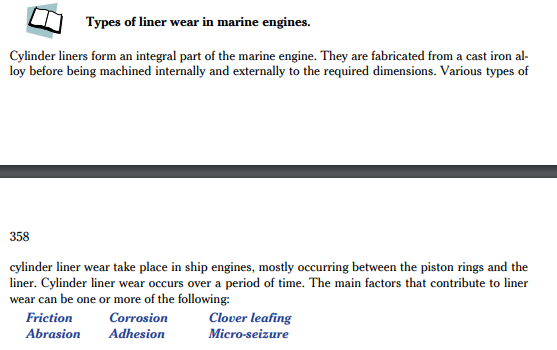 Types of liner wear in marine engines.
Cylinder liners form an integral part of the marine engine. They are fabricated from a cast iron al-
loy before being machined internally and externally to the required dimensions. Various types of
358
cylinder liner wear take place in ship engines, mostly occurring between the piston rings and the
liner. Cylinder liner wear occurs over a period of time. The main factors that contribute to liner
wear can be one or more of the following:
Friction Corrosion Clover leafing
Abrasion Adhesion Micro-seizure